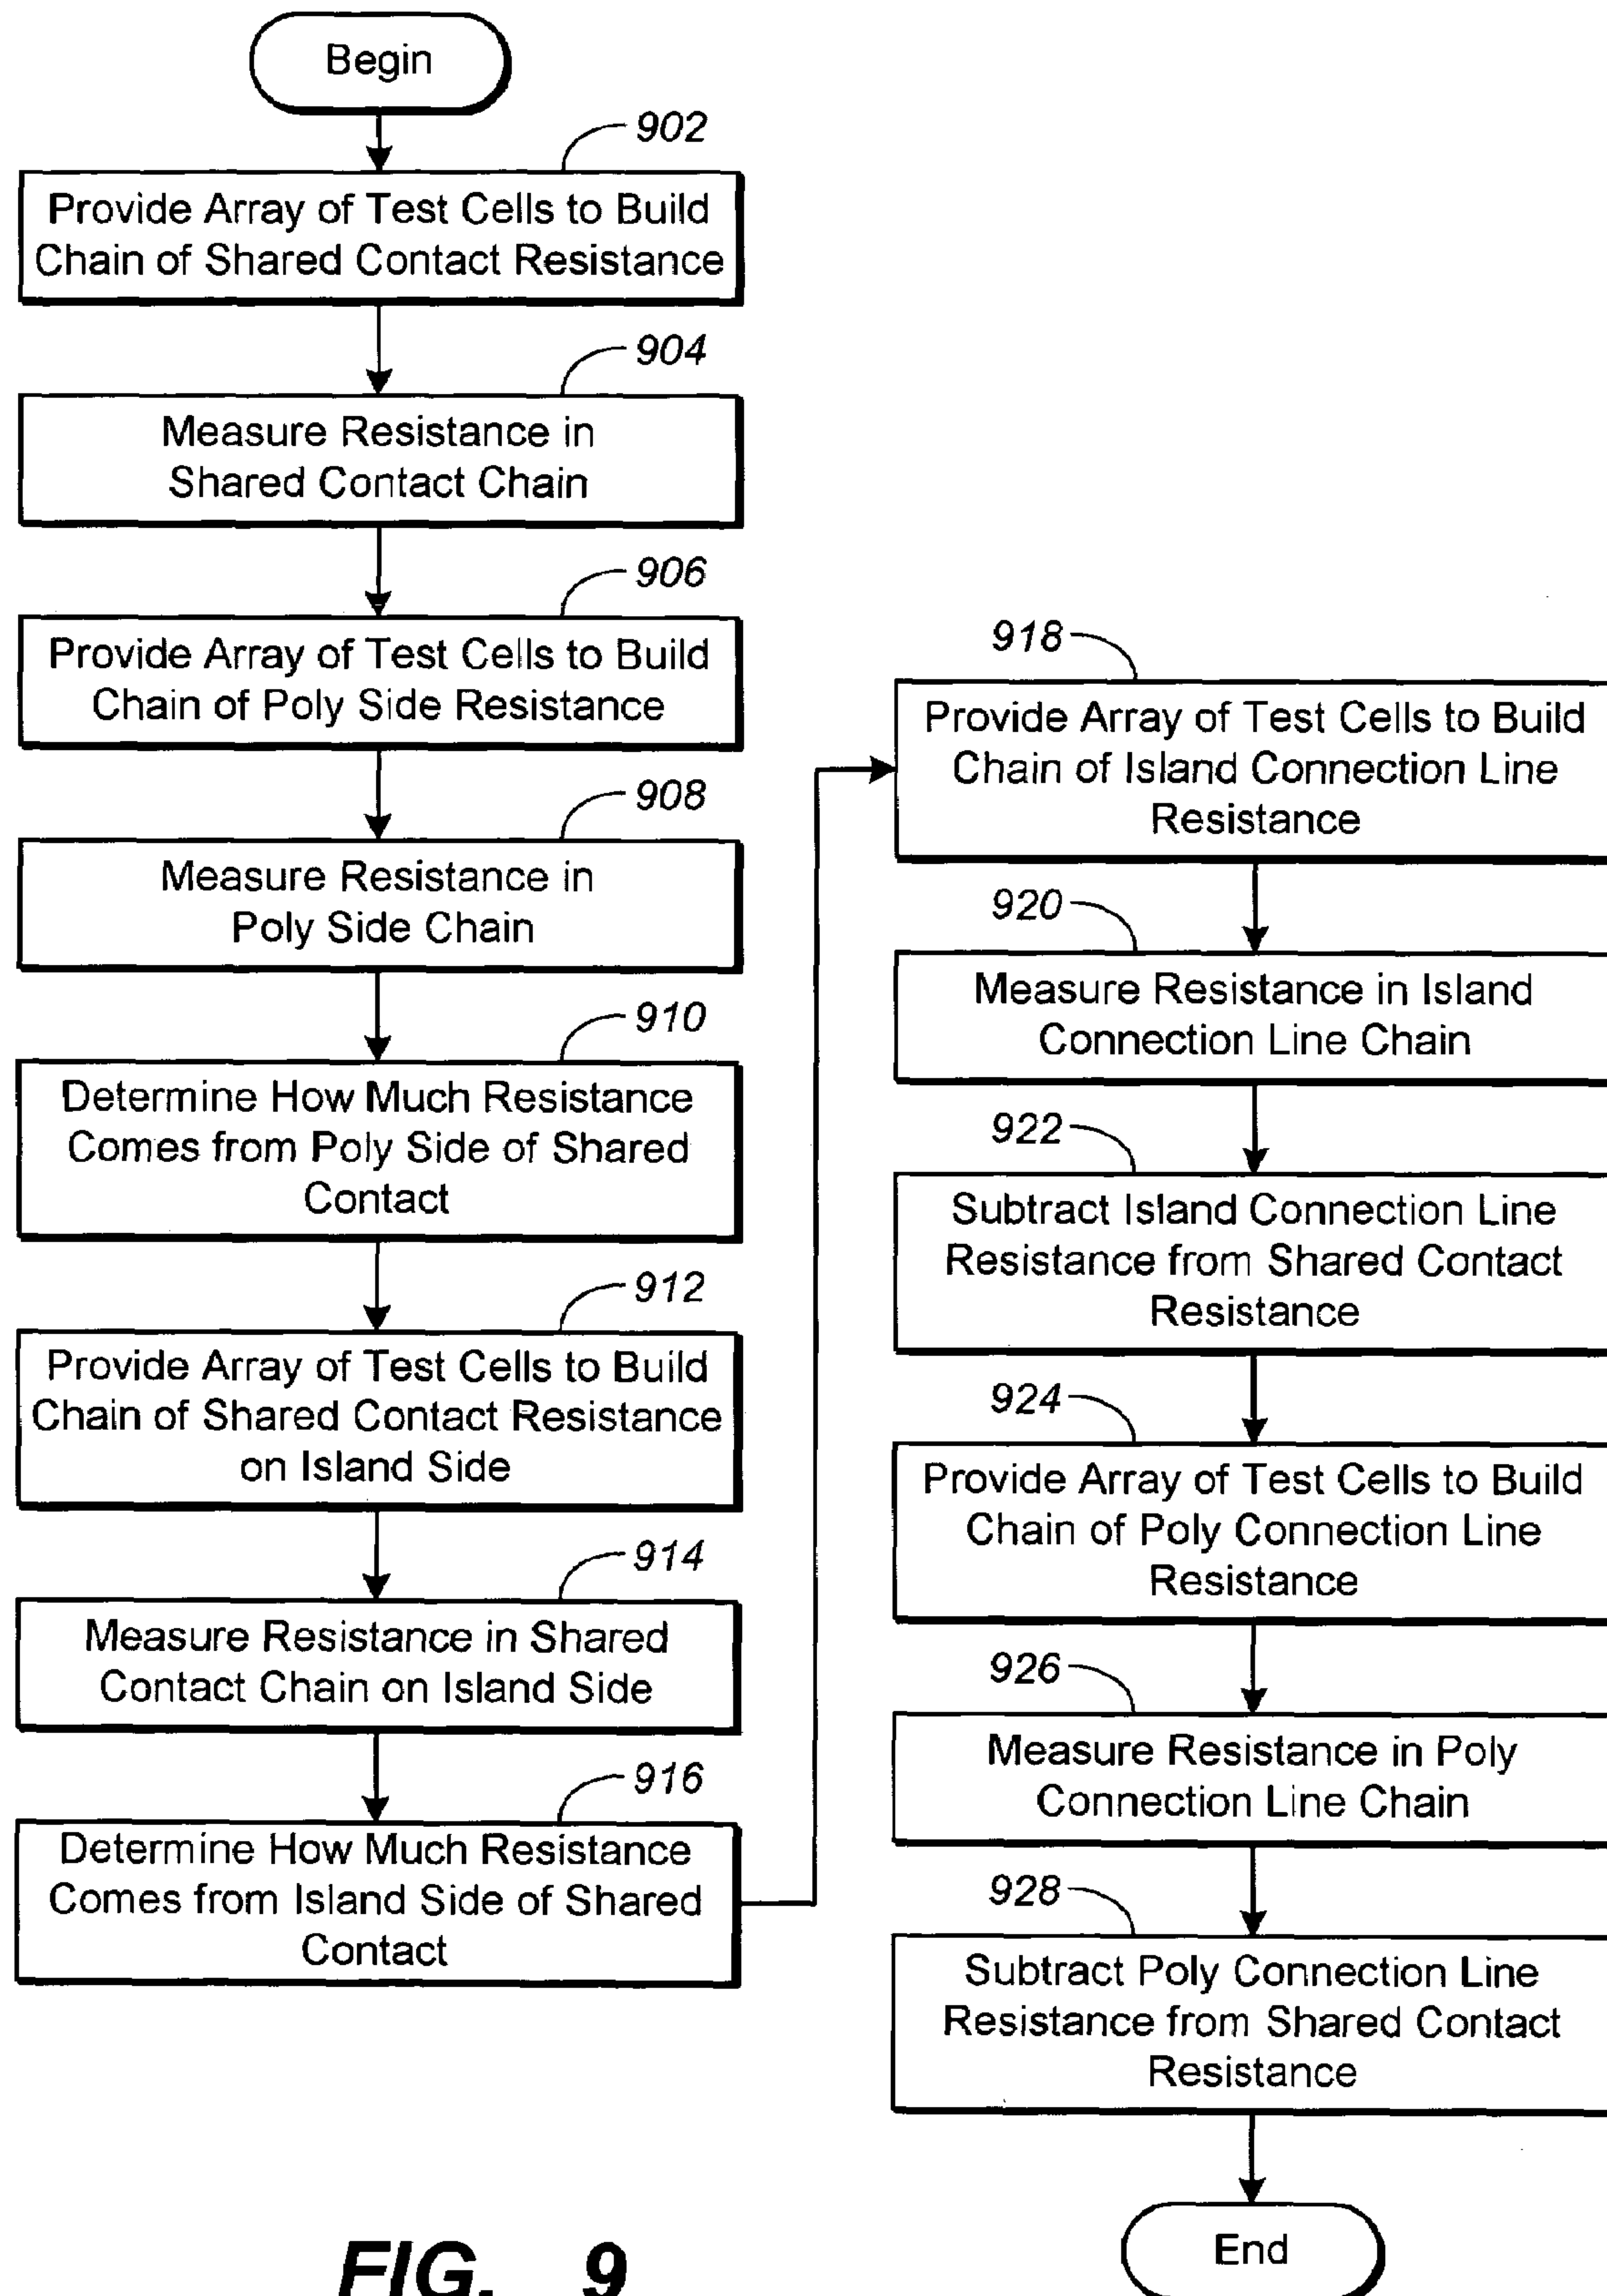 Begin
902
Provide Array of Test Cells to Build
Chain of Shared Contact Resistance
904
Measure Resistance in
Shared Contact Chain
906
Provide Array of Test Cells to Build
Chain of Poly Side Resistance
908
Measure Resistance in
Poly Side Chain
910
Determine How Much Resistance
Comes from Poly Side of Shared
Contact
912
Provide Array of Test Cells to Build
Chain of Shared Contact Resistance
on Island Side
914
Measure Resistance in Shared
Contact Chain on Island Side
916
Determine How Much Resistance
Comes from Island Side of Shared
Contact
918
Provide Array of Test Cells to Build
Chain of Island Connection Line
Resistance
920
Measure Resistance in Island
Connection Line Chain
922
Subtract Island Connection Line
Resistance from Shared Contact
Resistance
924
Provide Array of Test Cells to Build
Chain of Poly Connection Line
Resistance
926
Measure Resistance in Poly
Connection Line Chain
928
Subtract Poly Connection Line
Resistance from Shared Contact
Resistance
End
FIG. 9